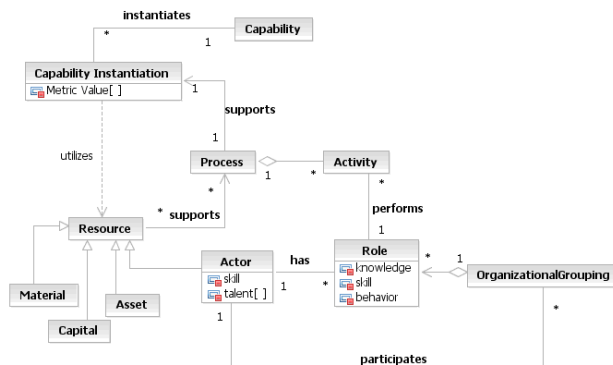 instantiates
Capability
*
1
Capability Instantiation
Metric Value[ ]
1
supports
utilizes
1
Process
Activity
1
*
*
*
*
supports
performs
Resource
1
Actor
skill
talent[ ]
has
1
*
Role
knowledge
skill
behavior
*
1
OrganizationalGrouping
Material
Asset
Capital
1
*
participates